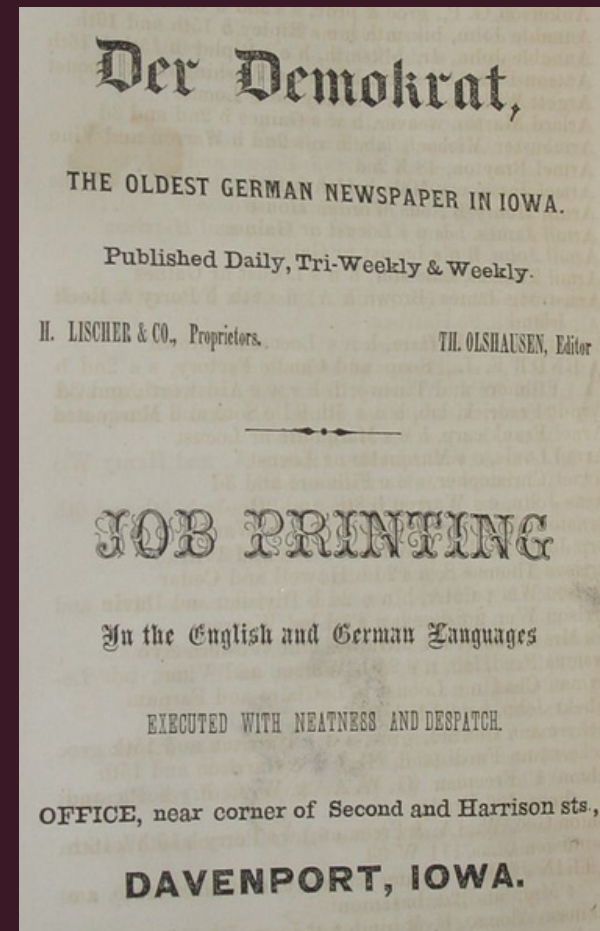 Der Demokrat,
THE OLDEST GERMAN NEWSPAPER IN IOWA.
Published Daily, Tri-Weekly & Weekly.
H. LISCHER & CO., Proprietors. TH. OLSHAUSEN, Editor
JOB PRINTING
In the English and German Languages
EXECUTED WITH NEATNESS AND DESPATCH.
OFFICE, near corner of Second and Harrison sts.,
DAVENPORT, IOWA.